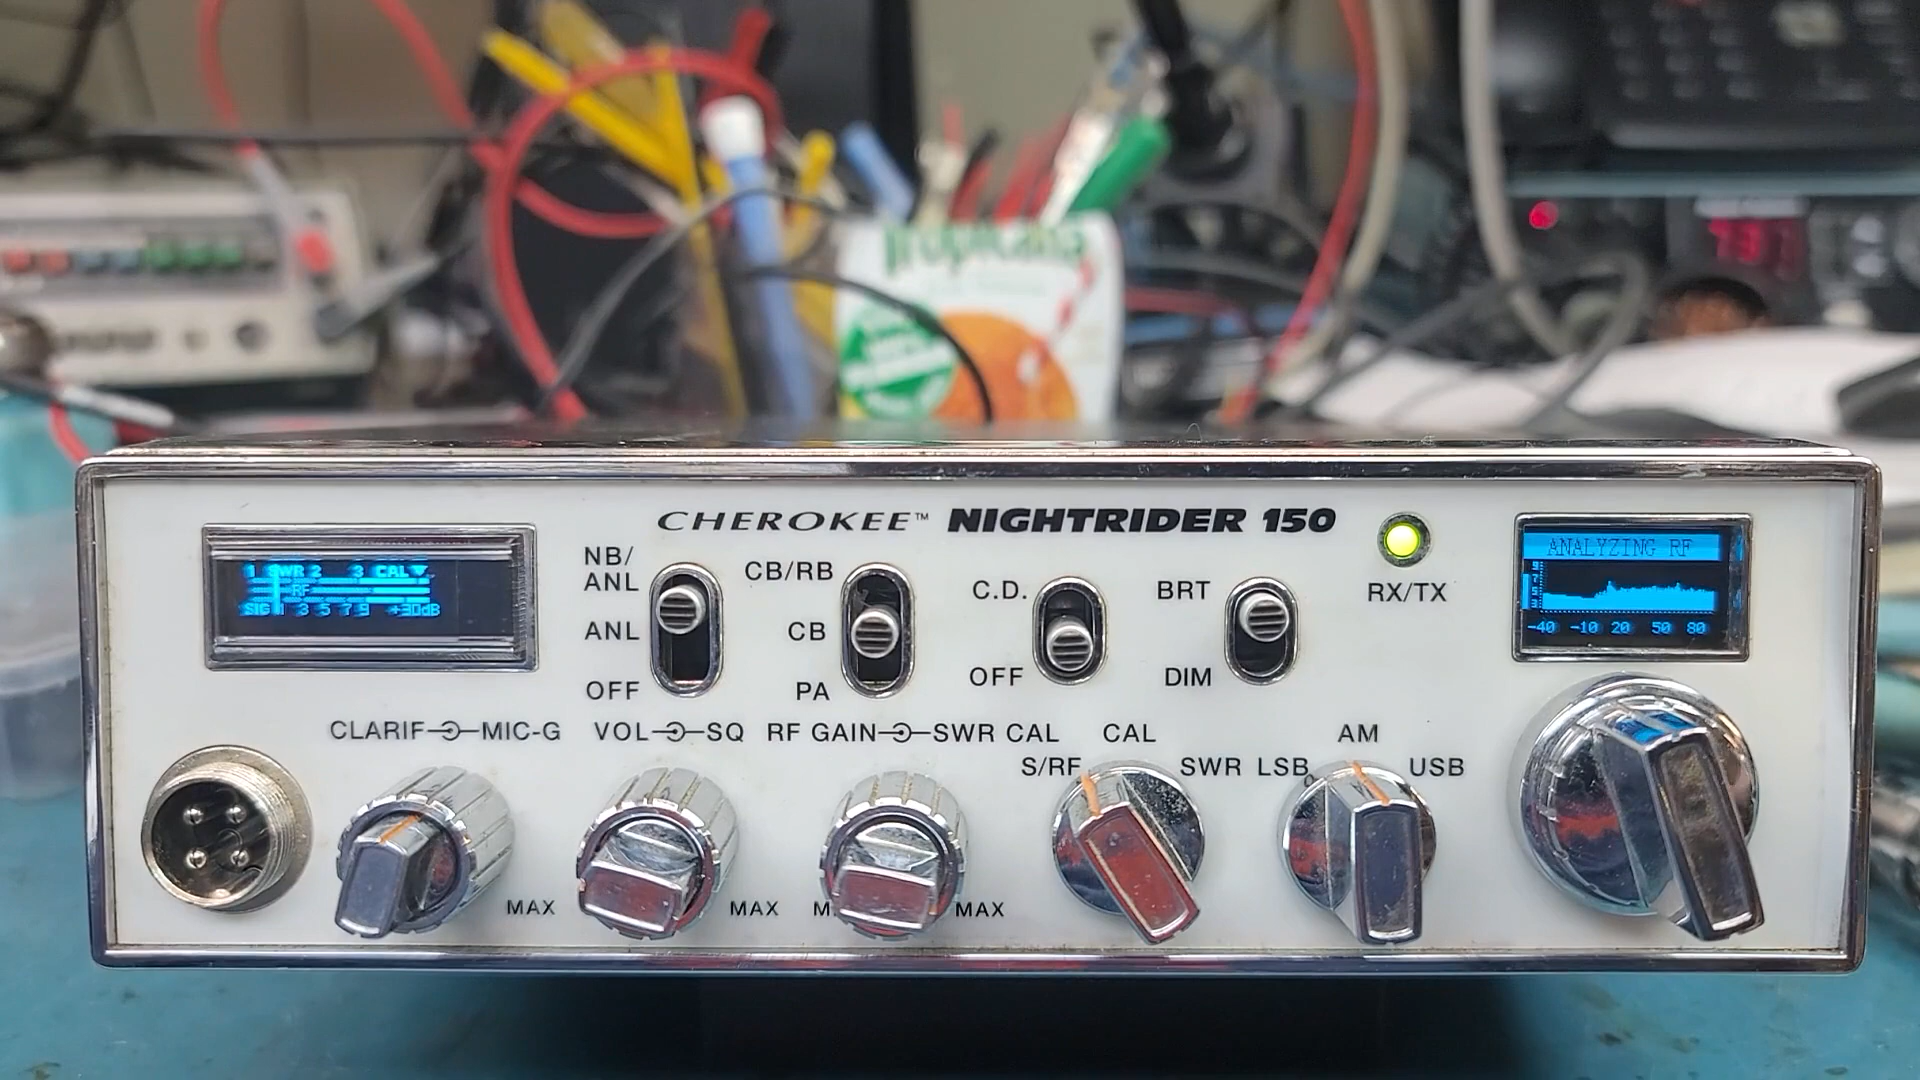 Tropicana
CHEROKEE™ NIGHTRIDER 150
1 SWR 2 3 CAL▼
RF
SIG 1 3 5 7 9 +30dB
NB/
ANL
ANL
OFF
CB/RB
CB
PA
C.D.
OFF
BRT
DIM
RX/TX
ANALYZING RF
9
7
5
3
-40 -10 20 50 80
CLARIF MIC-G
VOL SQ
RF GAIN SWR CAL
CAL
S/RF
SWR
AM
LSB
USB
MAX
MAX
MAX